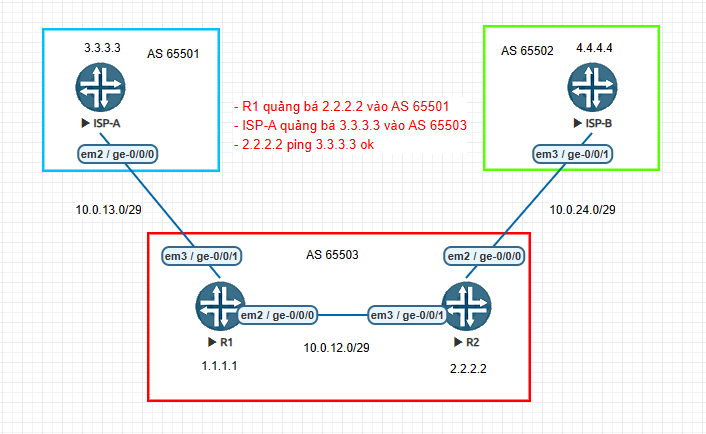 3.3.3.3
AS 65501
ISP-A
em2 / ge-0/0/0
AS 65502
4.4.4.4
ISP-B
em3 / ge-0/0/1
- R1 quảng bá 2.2.2.2 vào AS 65501
- ISP-A quảng bá 3.3.3.3 vào AS 65503
- 2.2.2.2 ping 3.3.3.3 ok
10.0.13.0/29
10.0.24.0/29
AS 65503
em3 / ge-0/0/1
em2 / ge-0/0/0
em2 / ge-0/0/0
em3 / ge-0/0/1
R1
R2
10.0.12.0/29
1.1.1.1
2.2.2.2